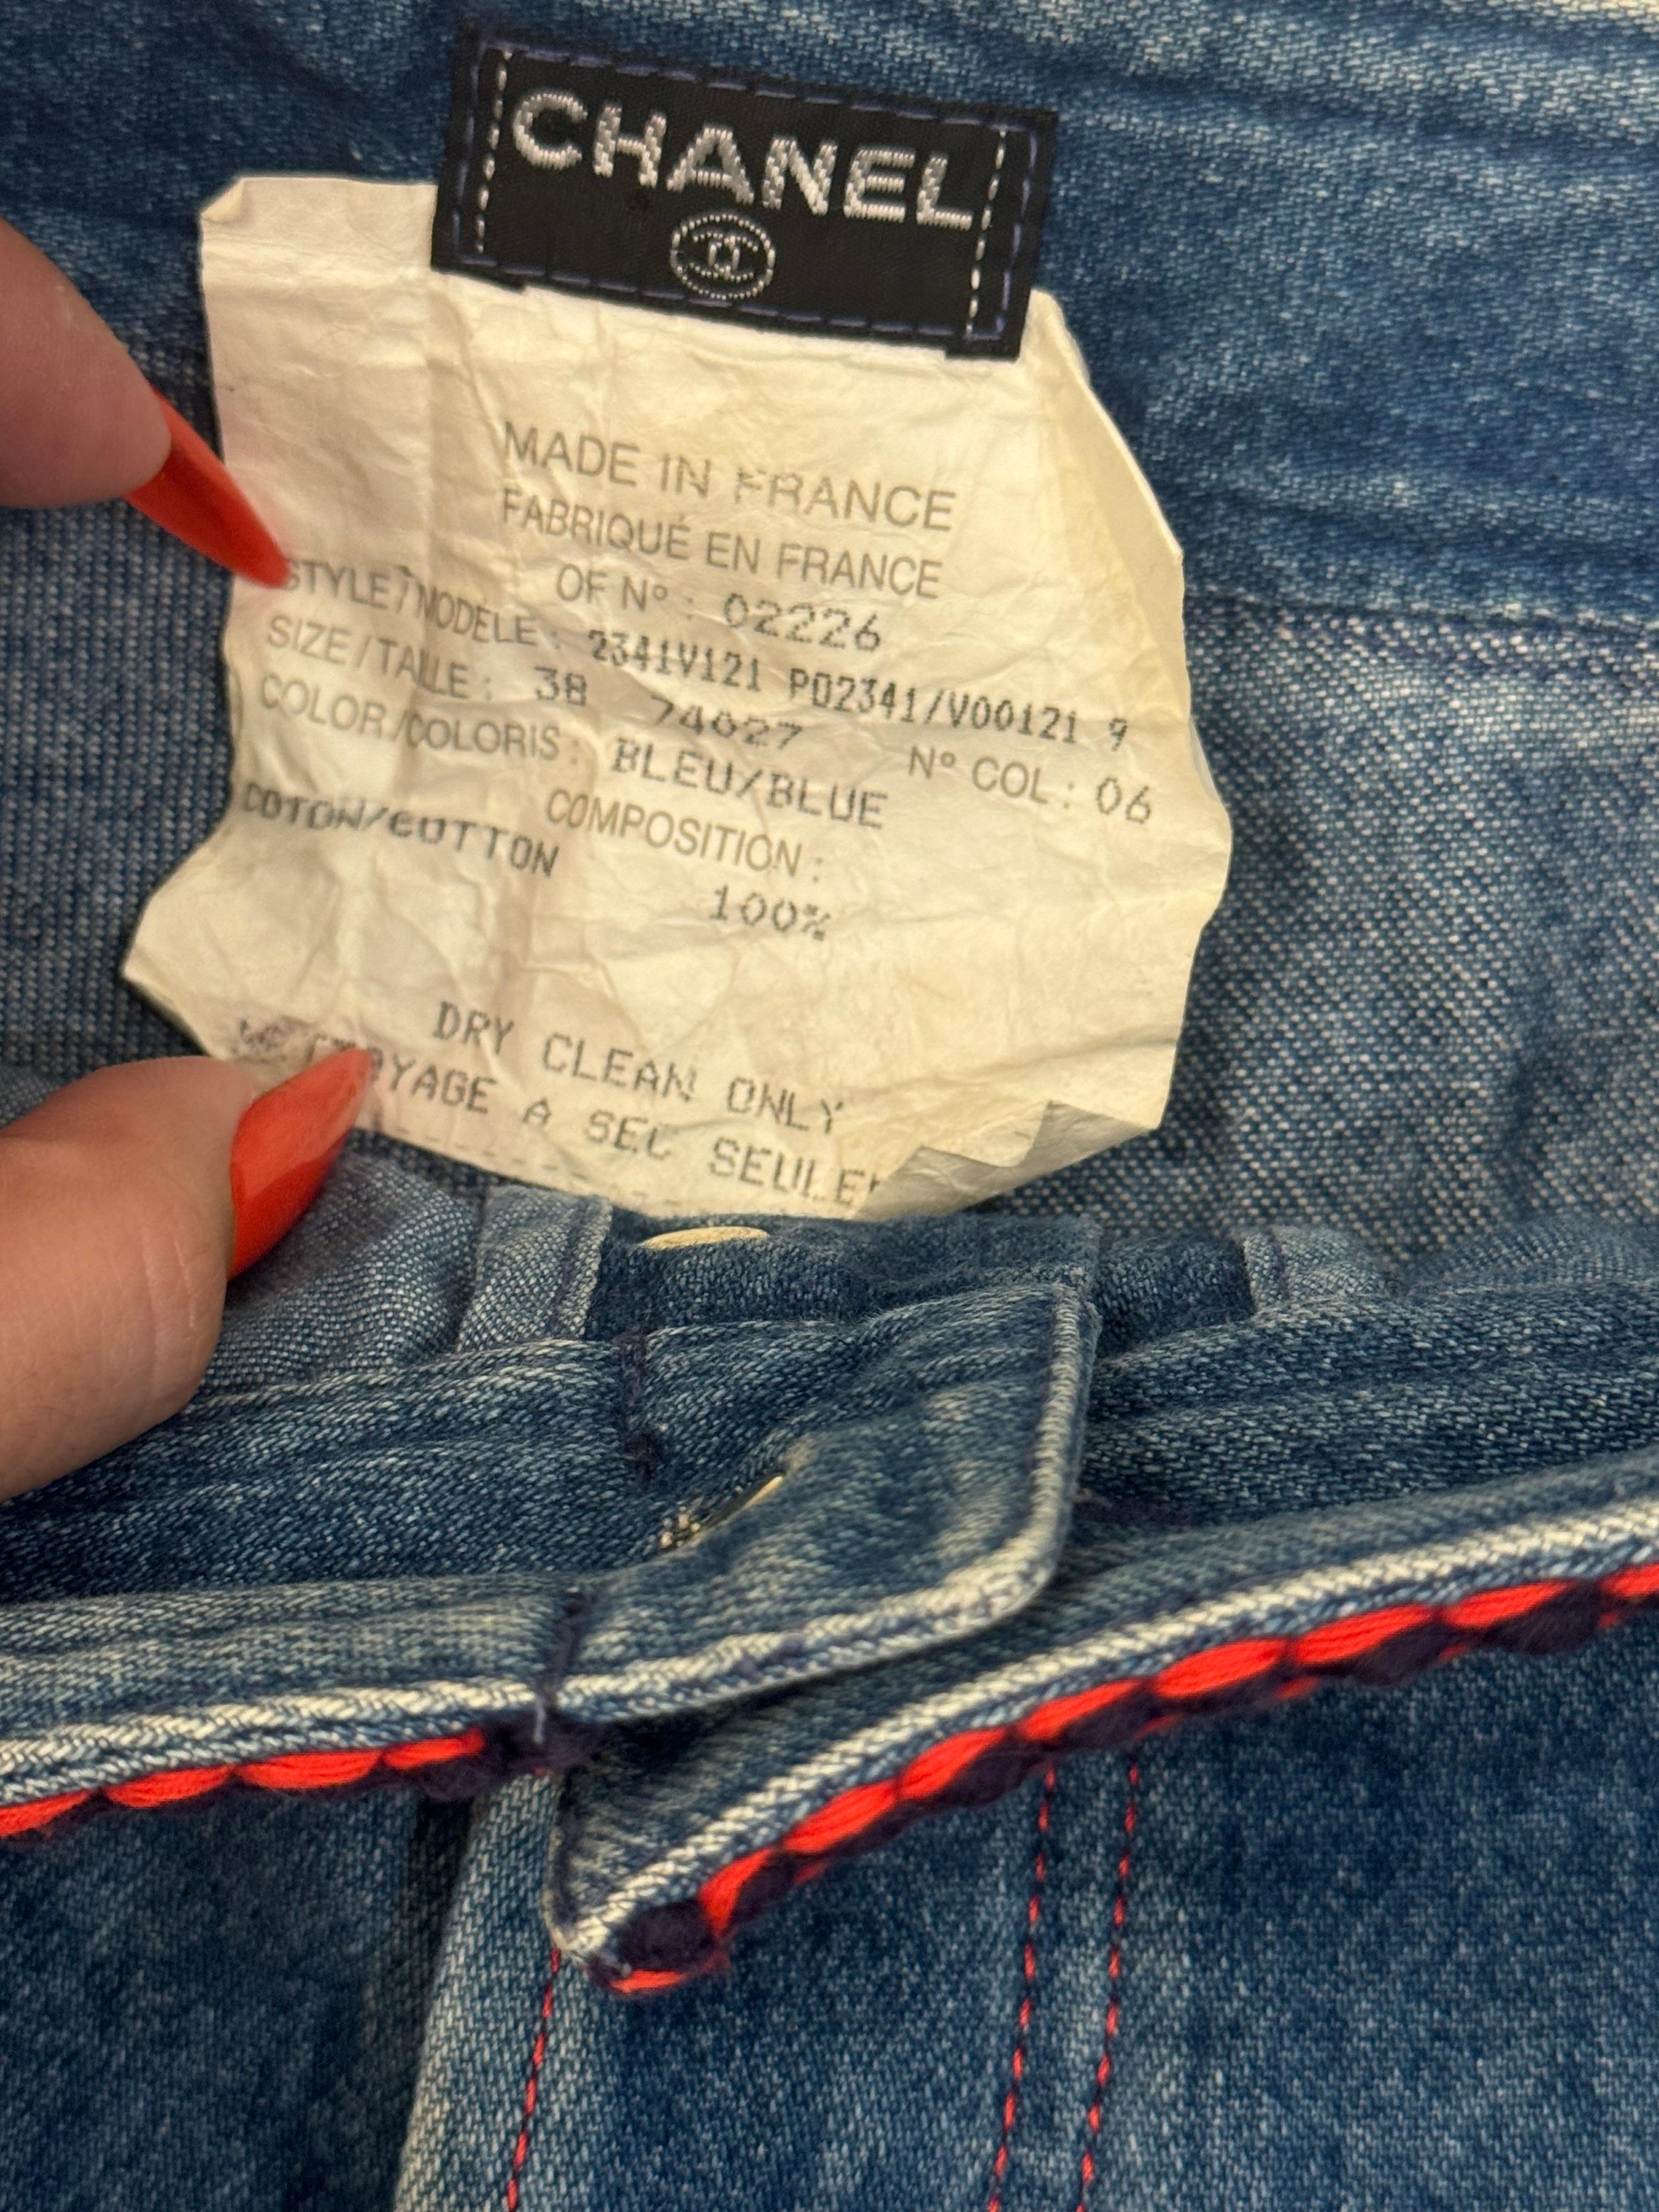 CHANEL
MADE IN FRANCE
FABRIQUÉ EN FRANCE
OF N° : 02226
STYLE / MODELE : 2341V121 P02341/V00121 9
SIZE / TAILLE : 38 74027 N° COL : 06
COLOR / COLORIS : BLEU/BLUE
COMPOSITION :
COTON/COTTON 100%
DRY CLEAN ONLY
A SEC